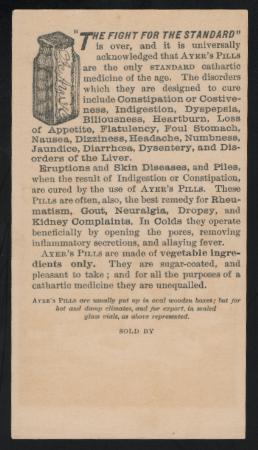 "THE FIGHT FOR THE STANDARD"
is over, and it is universally
acknowledged that AYER'S PILLS
are the only STANDARD cathartic
medicine of the age. The disorders
which they are designed to cure
include Constipation or Costive-
ness, Indigestion, Dyspepsia,
Biliousness, Heartburn, Loss
of Appetite, Flatulency, Foul Stomach,
Nausea, Dizziness, Headache, Numbness,
Jaundice, Diarrhœa, Dysentery, and Dis-
orders of the Liver.
Eruptions and Skin Diseases, and Piles,
when the result of Indigestion or Constipation,
are cured by the use of AYER'S PILLS. These
PILLS are often, also, the best remedy for Rheu-
matism, Gout, Neuralgia, Dropsy, and
Kidney Complaints. In Colds they operate
beneficially by opening the pores, removing
inflammatory secretions, and allaying fever.
AYER'S PILLS are made of vegetable ingre-
dients only. They are sugar-coated, and
pleasant to take; and for all the purposes of a
cathartic medicine they are unequalled.
AYER'S PILLS are usually put up in oval wooden boxes; but for
hot and damp climates, and for export, in sealed
glass vials, as above represented.
SOLD BY